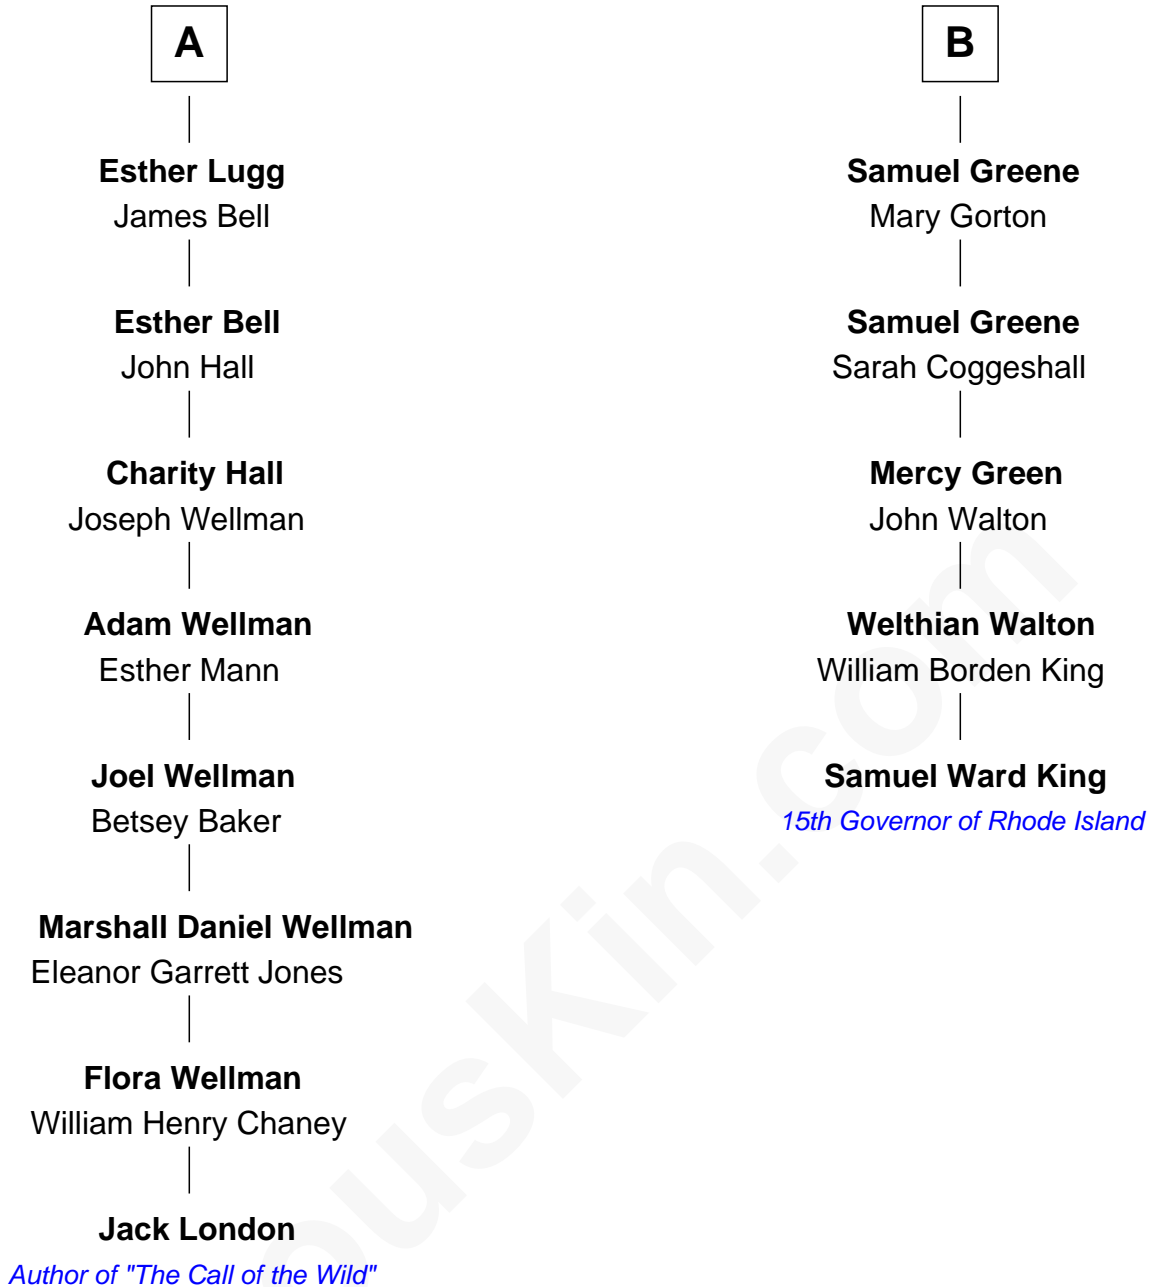 A
Esther Lugg
James Bell
Esther Bell
John Hall
Charity Hall
Joseph Wellman
Adam Wellman
Esther Mann
Joel Wellman
Betsey Baker
Marshall Daniel Wellman
Eleanor Garrett Jones
Flora Wellman
William Henry Chaney
Jack London
Author of "The Call of the Wild"
B
Samuel Greene
Mary Gorton
Samuel Greene
Sarah Coggeshall
Mercy Green
John Walton
Welthian Walton
William Borden King
Samuel Ward King
15th Governor of Rhode Island
ousKin.com